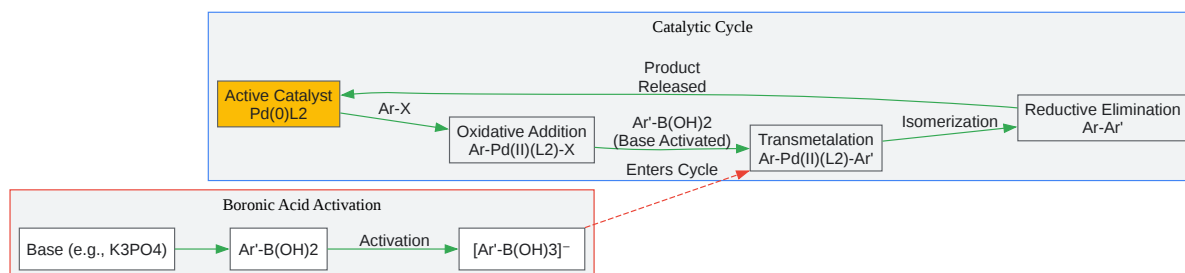 Catalytic Cycle
Product
Released
Active Catalyst
Pd(0)L2
Ar-X
Oxidative Addition
Ar-Pd(II)(L2)-X
Ar'-B(OH)2
(Base Activated)
Transmetalation
Ar-Pd(II)(L2)-Ar'
Isomerization
Reductive Elimination
Ar-Ar'
Enters Cycle
Boronic Acid Activation
Base (e.g., K3PO4)
Ar'-B(OH)2
Activation
[Ar'-B(OH)3]⁻